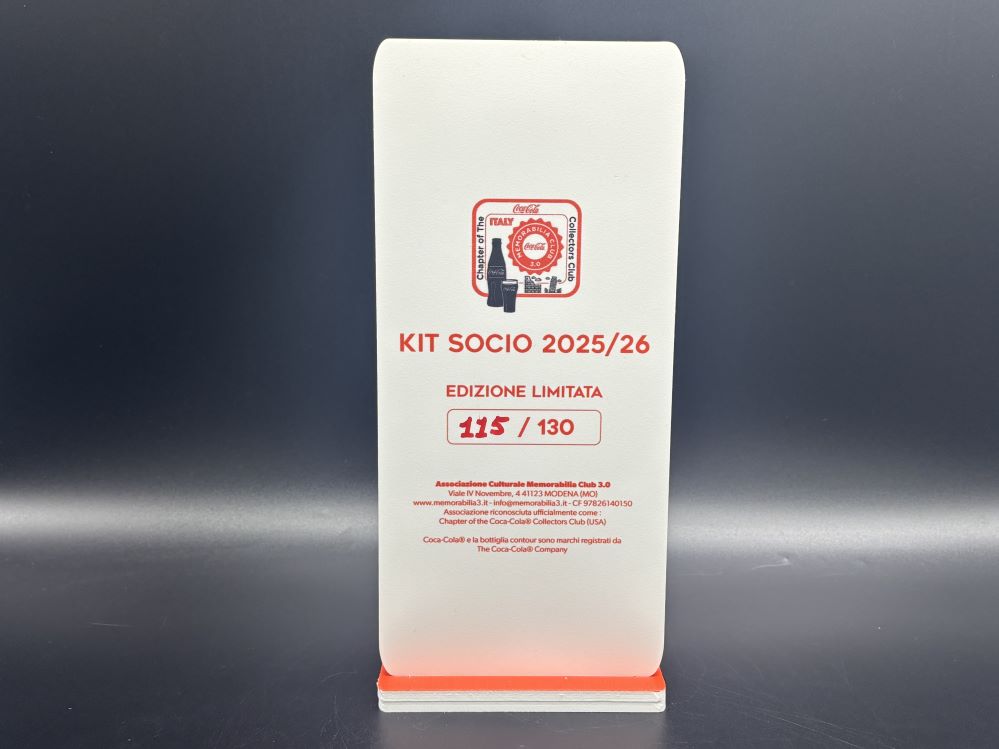 Coca-Cola
ITALY
Chapter of The
Collectors Club
MEMORABILIA CLUB
Coca-Cola
3.0
KIT SOCIO 2025/26
EDIZIONE LIMITATA
115 / 130
Associazione Culturale Memorabilia Club 3.0
Viale IV Novembre, 4 41123 MODENA (MO)
www.memorabilia3.it - info@memorabilia3.it - CF 97826140150
Associazione riconosciuta ufficialmente come :
Chapter of the Coca-Cola® Collectors Club (USA)
Coca-Cola® e la bottiglia contour sono marchi registrati da
The Coca-Cola® Company